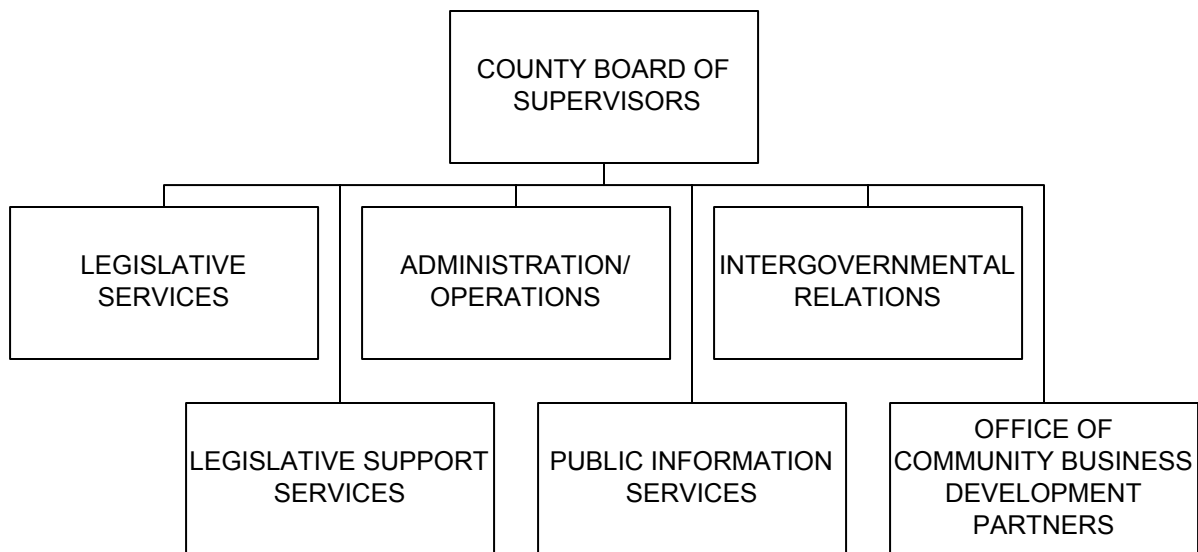 COUNTY BOARD OF
SUPERVISORS
LEGISLATIVE
SERVICES
ADMINISTRATION/
OPERATIONS
INTERGOVERNMENTAL
RELATIONS
LEGISLATIVE SUPPORT
SERVICES
PUBLIC INFORMATION
SERVICES
OFFICE OF
COMMUNITY BUSINESS
DEVELOPMENT
PARTNERS